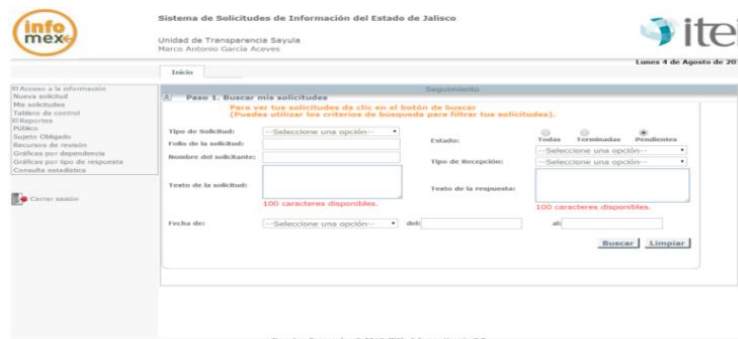 info
mex
Sistema de Solicitudes de Información del Estado de Jalisco
Unidad de Transparencia Sayula
Marco Antonio García Aceves
itei
Lunes 4 de Agosto de 20
Inicio
El Acceso a la información
Nueva solicitud
Mis solicitudes
Tablero de control
El Reportes
Público
Sujeto Obligado
Recursos de revisión
Gráficas por dependencia
Gráficas por tipo de respuesta
Consulta estadística
Cerrar sesión
Seguimiento
Paso 1. Buscar mis solicitudes
Para ver tus solicitudes da clic en el botón de buscar
(Puedes utilizar los criterios de búsqueda para filtrar tus solicitudes).
Tipo de Solicitud: --Seleccione una opción--
Folio de la solicitud:
Estado: Todas Terminadas Pendientes
--Seleccione una opción--
Nombre del solicitante:
Tipo de Recepción: --Seleccione una opción--
Texto de la solicitud:
100 caracteres disponibles.
Texto de la respuesta:
100 caracteres disponibles.
Fecha de: --Seleccione una opción-- del: al:
Buscar Limpiar